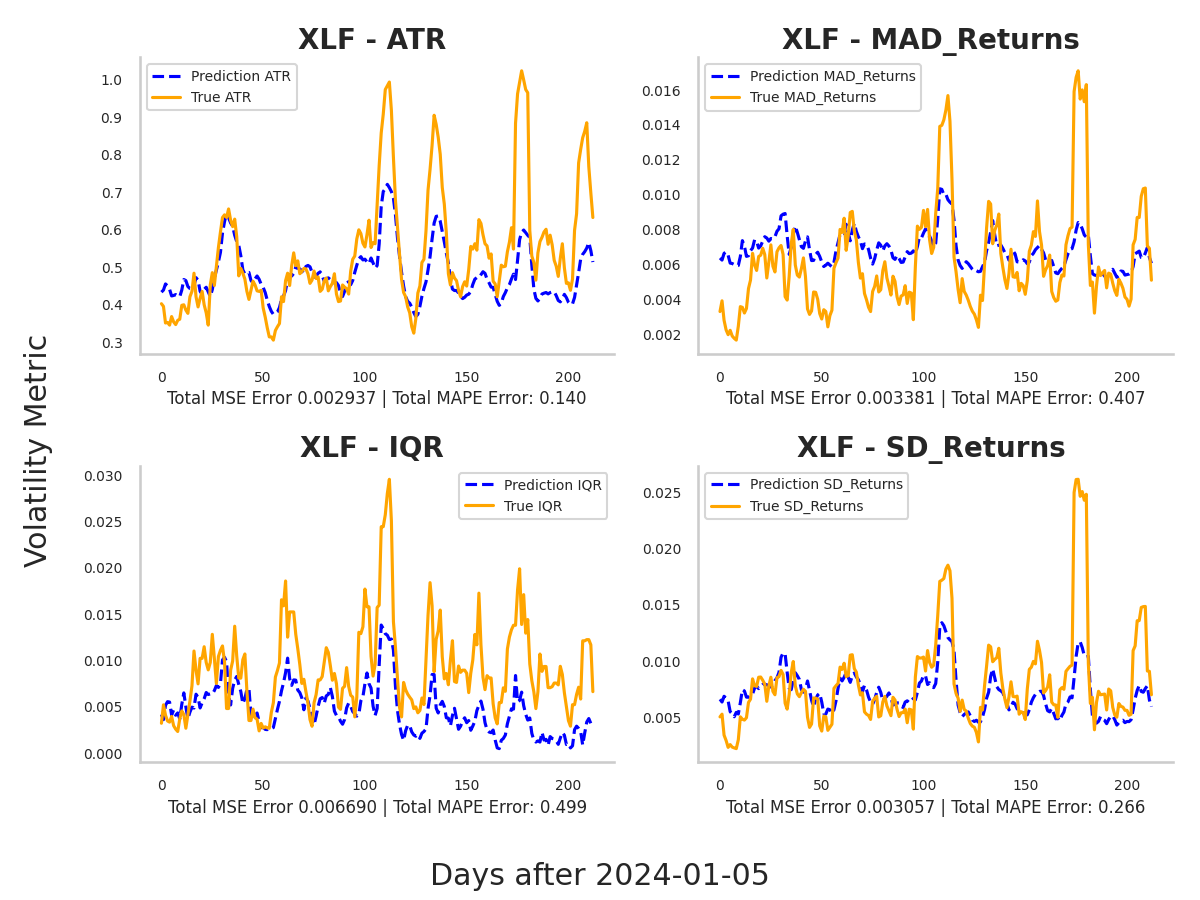 XLF - ATR
Prediction ATR
True ATR
1.0
0.9
0.8
0.7
0.6
0.5
0.4
0.3
0 50 100 150 200
Total MSE Error 0.002937 | Total MAPE Error: 0.140
XLF - MAD_Returns
Prediction MAD_Returns
True MAD_Returns
0.016
0.014
0.012
0.010
0.008
0.006
0.004
0.002
0 50 100 150 200
Total MSE Error 0.003381 | Total MAPE Error: 0.407
Volatility Metric
XLF - IQR
Prediction IQR
True IQR
0.030
0.025
0.020
0.015
0.010
0.005
0.000
0 50 100 150 200
Total MSE Error 0.006690 | Total MAPE Error: 0.499
XLF - SD_Returns
Prediction SD_Returns
True SD_Returns
0.025
0.020
0.015
0.010
0.005
0 50 100 150 200
Total MSE Error 0.003057 | Total MAPE Error: 0.266
Days after 2024-01-05